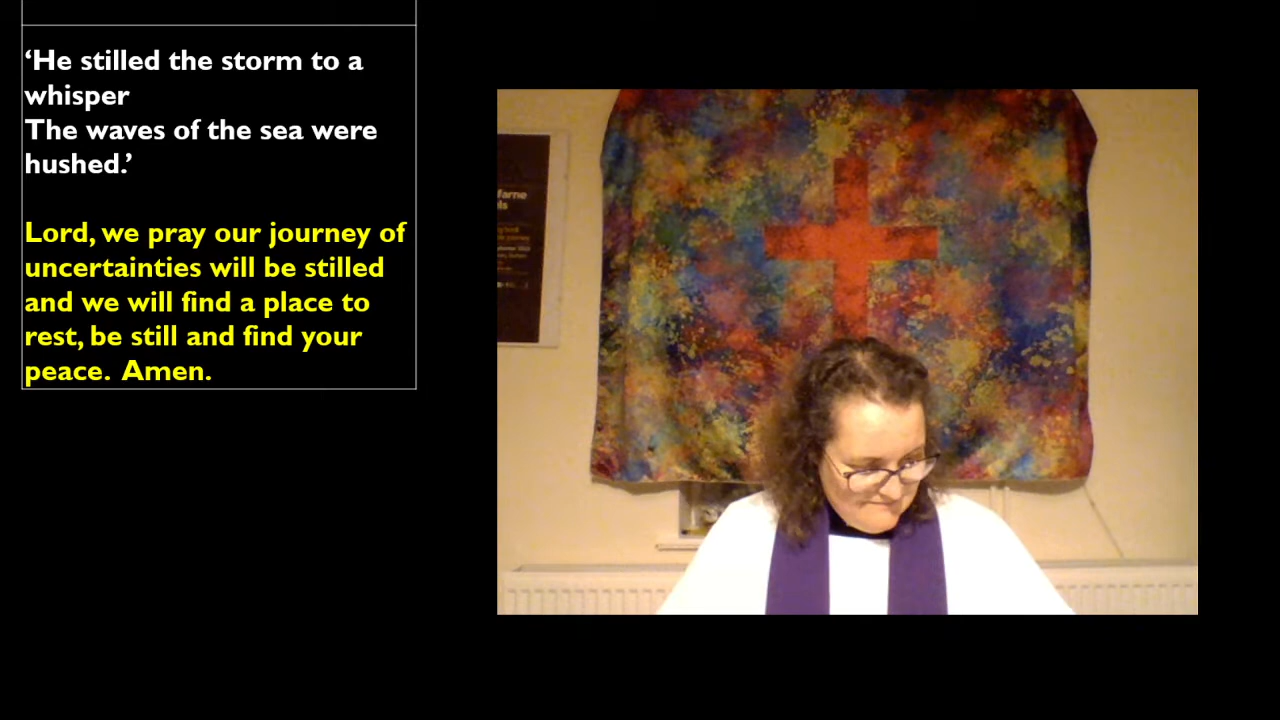 ‘He stilled the storm to a
whisper
The waves of the sea were
hushed.’
Lord, we pray our journey of
uncertainties will be stilled
and we will find a place to
rest, be still and find your
peace. Amen.